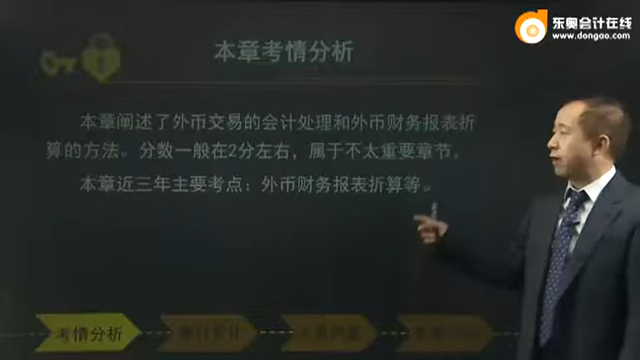 东奥会计在线
www.dongao.com
本章考情分析
本章阐述了外币交易的会计处理和外币财务报表折
算的方法。分数一般在2分左右，属于不太重要章节。
本章近三年主要考点：外币财务报表折算等。
考情分析